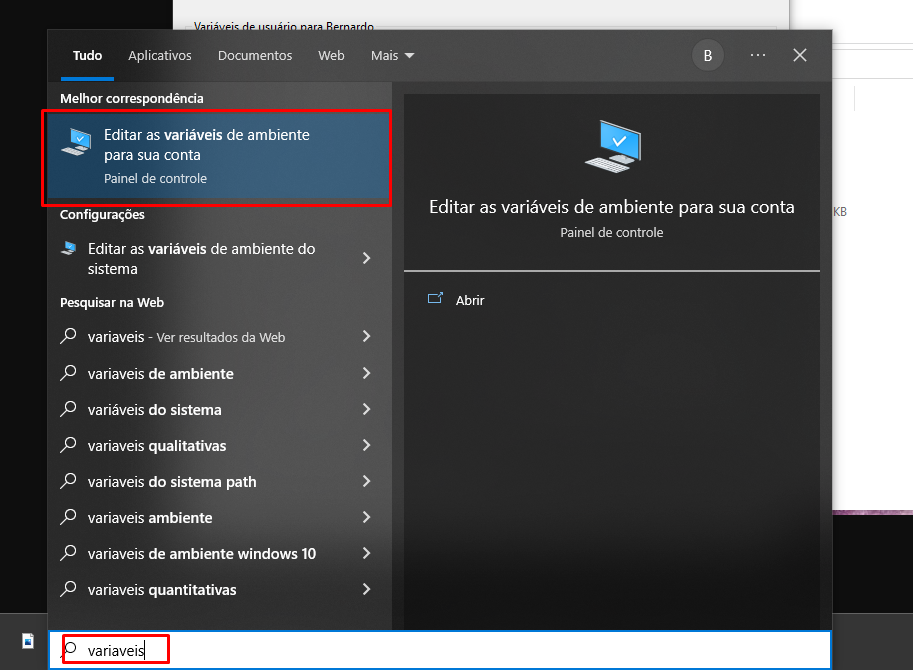 Variáveis de usuário para Bernardo
Tudo
Aplicativos
Documentos
Web
Mais
B
Melhor correspondência
Editar as variáveis de ambiente
para sua conta
Painel de controle
Configurações
Editar as variáveis de ambiente do
sistema
Pesquisar na Web
variaveis - Ver resultados da Web
variaveis de ambiente
variáveis do sistema
variaveis qualitativas
variaveis do sistema path
variaveis ambiente
variaveis de ambiente windows 10
variaveis quantitativas
variaveis
Editar as variáveis de ambiente para sua conta
Painel de controle
Abrir
KB